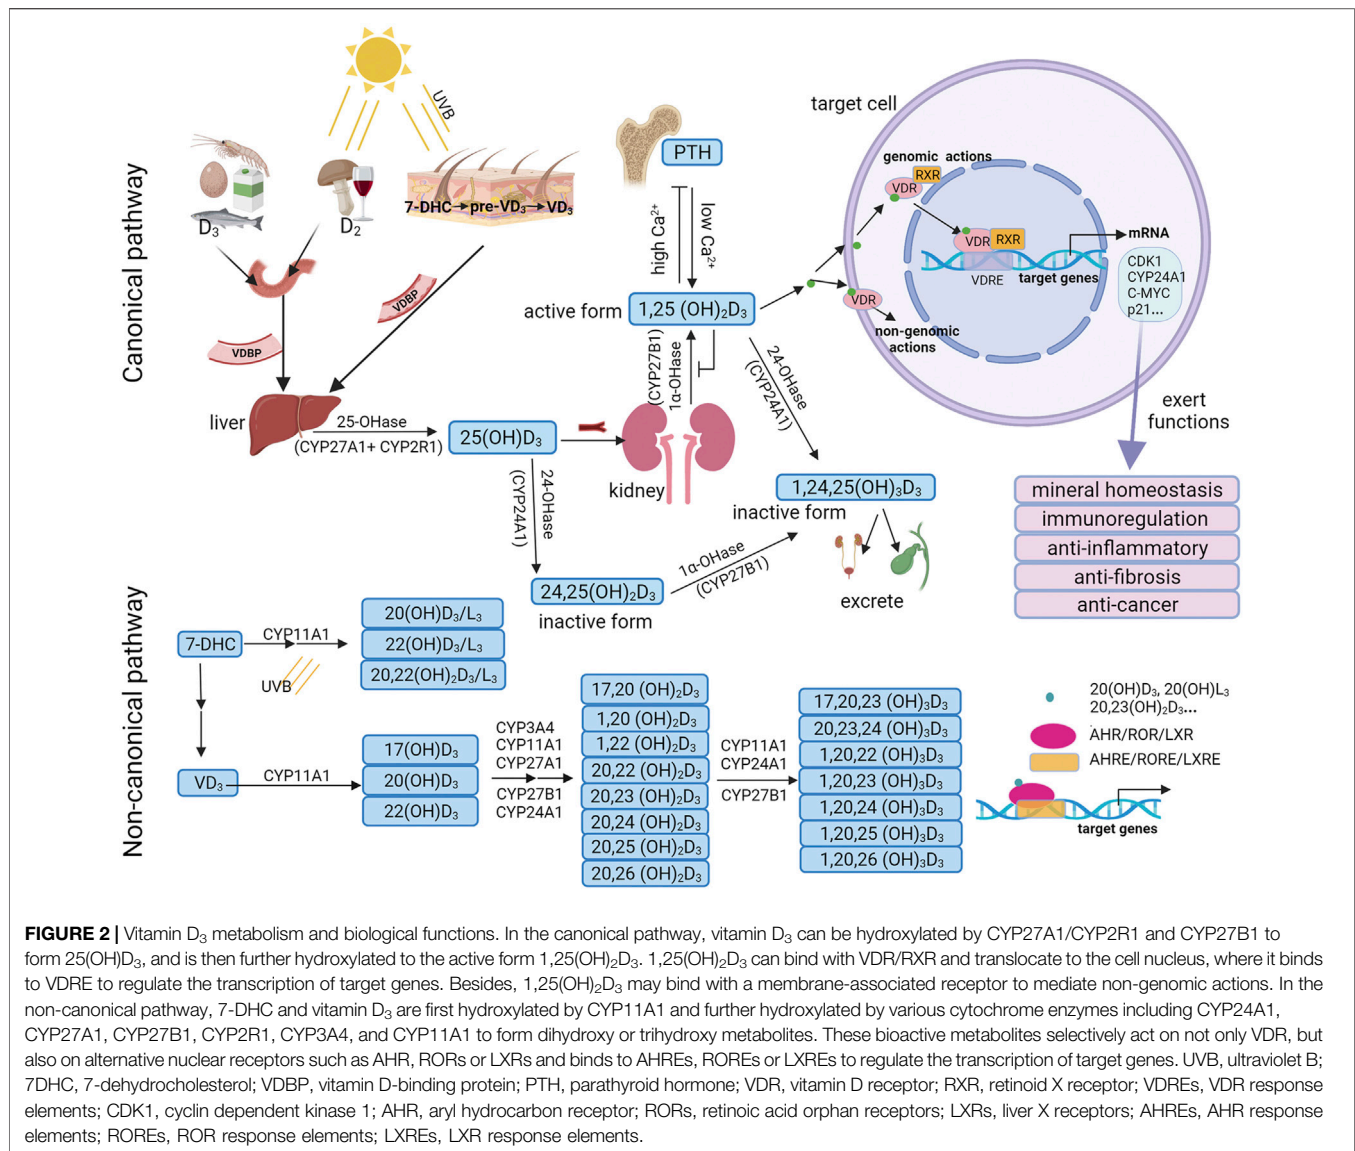 Canonical pathway
UVB
D₃
D₂
7-DHC→pre-VD₃→VD₃
VDBP
VDBP
liver
25-OHase
(CYP27A1+ CYP2R1)
25(OH)D₃
24-OHase
(CYP24A1)
PTH
high Ca²⁺
low Ca²⁺
active form
1,25 (OH)₂D₃
(CYP27B1)
1α-OHase
kidney
24-OHase
(CYP24A1)
1,24,25(OH)₃D₃
inactive form
excrete
24,25(OH)₂D₃
inactive form
1α-OHase
(CYP27B1)
target cell
genomic actions
RXR
VDR
VDR
RXR
VDRE
target genes
mRNA
CDK1
CYP24A1
C-MYC
p21...
VDR
non-genomic
actions
exert
functions
mineral homeostasis
immunoregulation
anti-inflammatory
anti-fibrosis
anti-cancer
Non-canonical pathway
7-DHC
CYP11A1
UVB
20(OH)D₃/L₃
22(OH)D₃/L₃
20,22(OH)₂D₃/L₃
VD₃
CYP11A1
17(OH)D₃
20(OH)D₃
22(OH)D₃
CYP3A4
CYP11A1
CYP27A1
CYP27B1
CYP24A1
17,20 (OH)₂D₃
1,20 (OH)₂D₃
1,22 (OH)₂D₃
20,22 (OH)₂D₃
20,23 (OH)₂D₃
20,24 (OH)₂D₃
20,25 (OH)₂D₃
20,26 (OH)₂D₃
CYP11A1
CYP24A1
CYP27B1
17,20,23 (OH)₃D₃
20,23,24 (OH)₃D₃
1,20,22 (OH)₃D₃
1,20,23 (OH)₃D₃
1,20,24 (OH)₃D₃
1,20,25 (OH)₃D₃
1,20,26 (OH)₃D₃
20(OH)D₃, 20(OH)L₃
20,23(OH)₂D₃...
AHR/ROR/LXR
AHRE/RORE/LXRE
target genes
FIGURE 2 | Vitamin D₃ metabolism and biological functions. In the canonical pathway, vitamin D₃ can be hydroxylated by CYP27A1/CYP2R1 and CYP27B1 to
form 25(OH)D₃, and is then further hydroxylated to the active form 1,25(OH)₂D₃. 1,25(OH)₂D₃ can bind with VDR/RXR and translocate to the cell nucleus, where it binds
to VDRE to regulate the transcription of target genes. Besides, 1,25(OH)₂D₃ may bind with a membrane-associated receptor to mediate non-genomic actions. In the
non-canonical pathway, 7-DHC and vitamin D₃ are first hydroxylated by CYP11A1 and further hydroxylated by various cytochrome enzymes including CYP24A1,
CYP27A1, CYP27B1, CYP2R1, CYP3A4, and CYP11A1 to form dihydroxy or trihydroxy metabolites. These bioactive metabolites selectively act on not only VDR, but
also on alternative nuclear receptors such as AHR, RORs or LXRs and binds to AHREs, ROREs or LXREs to regulate the transcription of target genes. UVB, ultraviolet B;
7DHC, 7-dehydrocholesterol; VDBP, vitamin D-binding protein; PTH, parathyroid hormone; VDR, vitamin D receptor; RXR, retinoid X receptor; VDREs, VDR response
elements; CDK1, cyclin dependent kinase 1; AHR, aryl hydrocarbon receptor; RORs, retinoic acid orphan receptors; LXRs, liver X receptors; AHREs, AHR response
elements; ROREs, ROR response elements; LXREs, LXR response elements.